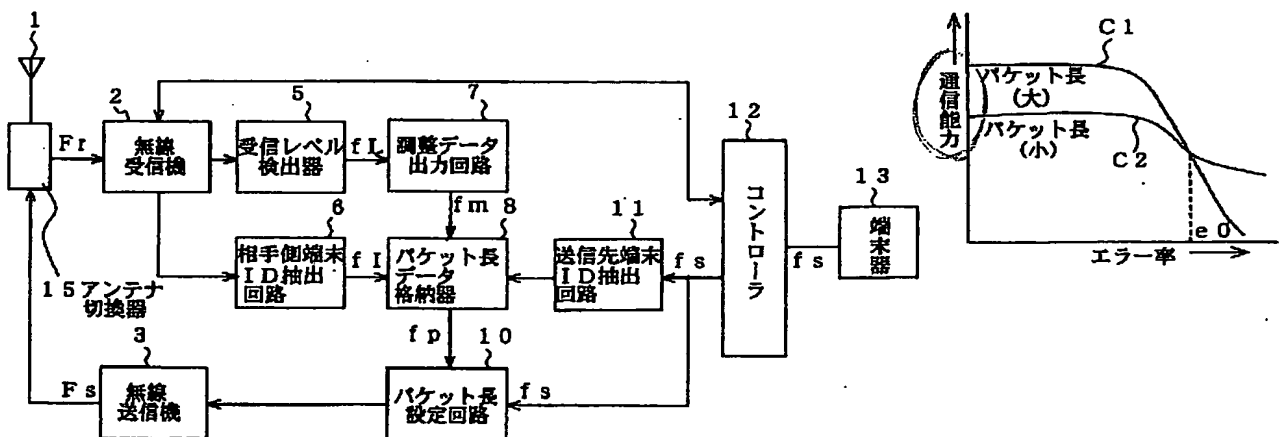 1
2
5
7
Fr
無線
受信機
受信レベル
検出器
fL
調整データ
出力回路
fm
6
8
11
相手側端末
ID抽出
回路
fI
パケット長
データ
格納器
送信先端末
ID抽出
回路
fs
12
コントローラ
fs
13
端末器
15アンテナ
切換器
fp
3
10
Fs
無線
送信機
パケット長
設定回路
fs
通信能力
パケット長
(大)
パケット長
(小)
C1
C2
e0
エラー率